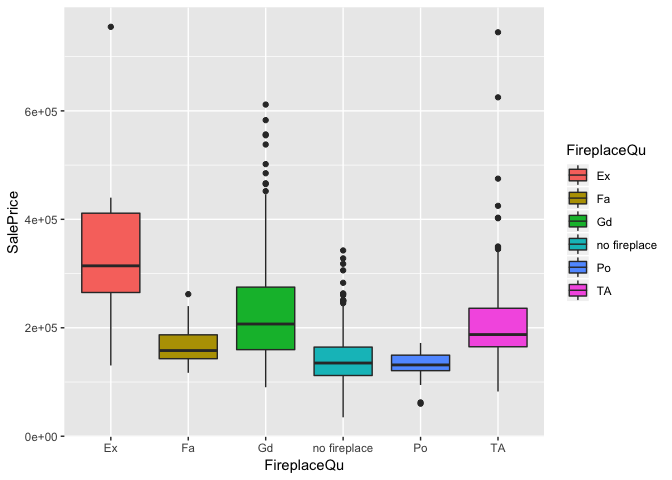 6e+05
4e+05
2e+05
0e+00
SalePrice
Ex
Fa
Gd
no fireplace
Po
TA
FireplaceQu
FireplaceQu
Ex
Fa
Gd
no fireplace
Po
TA